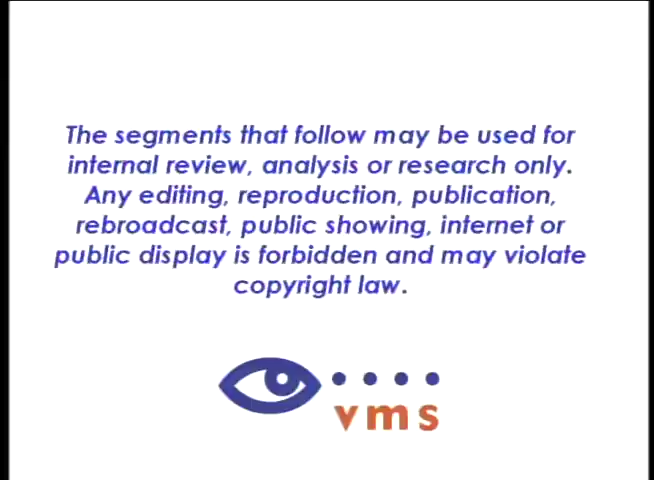 The segments that follow may be used for
internal review, analysis or research only.
Any editing, reproduction, publication,
rebroadcast, public showing, internet or
public display is forbidden and may violate
copyright law.
vms